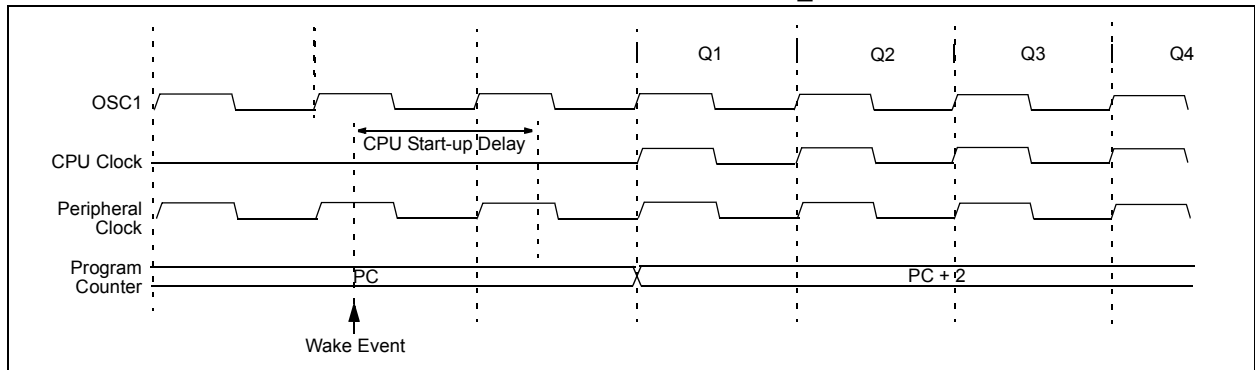 Q1 Q2 Q3 Q4
OSC1
CPU Start-up Delay
CPU Clock
Peripheral
Clock
Program
Counter
PC PC + 2
Wake Event